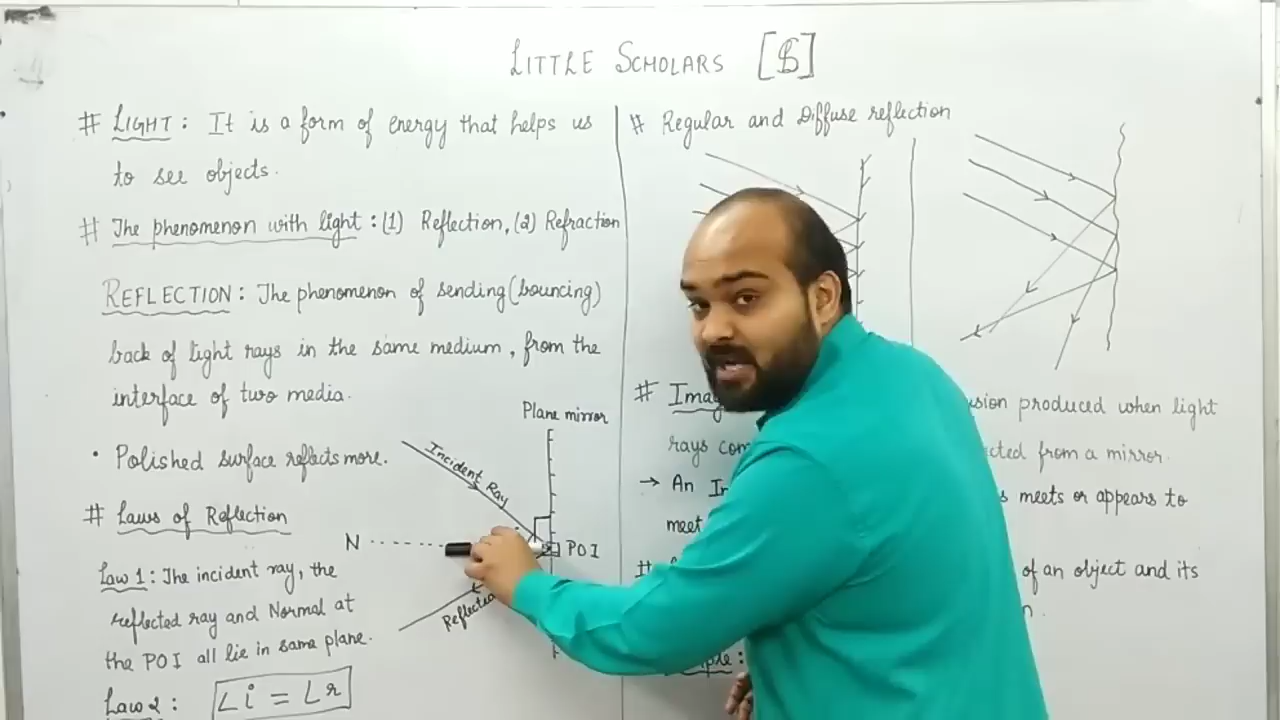 LITTLE SCHOLARS [$]
# LIGHT : It is a form of energy that helps us
to see objects.
# The phenomenon with light : (1) Reflection, (2) Refraction
REFLECTION : The phenomenon of sending (bouncing)
back of light rays in the same medium, from the
interface of two media.
• Polished surface reflects more.
# Laws of Reflection
Law 1 : The incident ray, the
reflected ray and Normal at
the POI all lie in same plane.
Law 2 : ∠i = ∠r
Plane mirror
Incident Ray
N
POI
# Regular and Diffuse reflection
#
produced when light
rays
from a mirror.
→ An
meets or appears to
meet
of an object and its